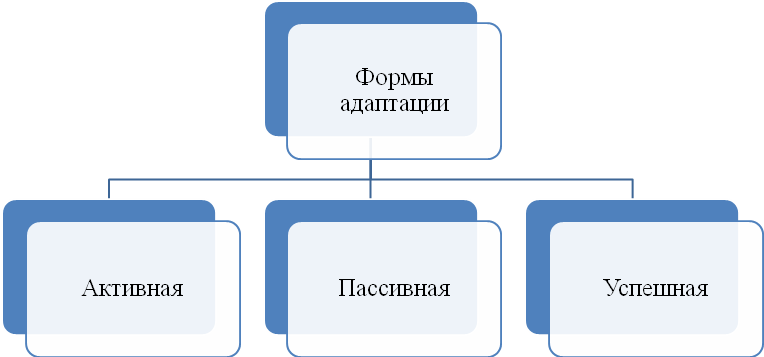 Формы
адаптации
Активная
Пассивная
Успешная